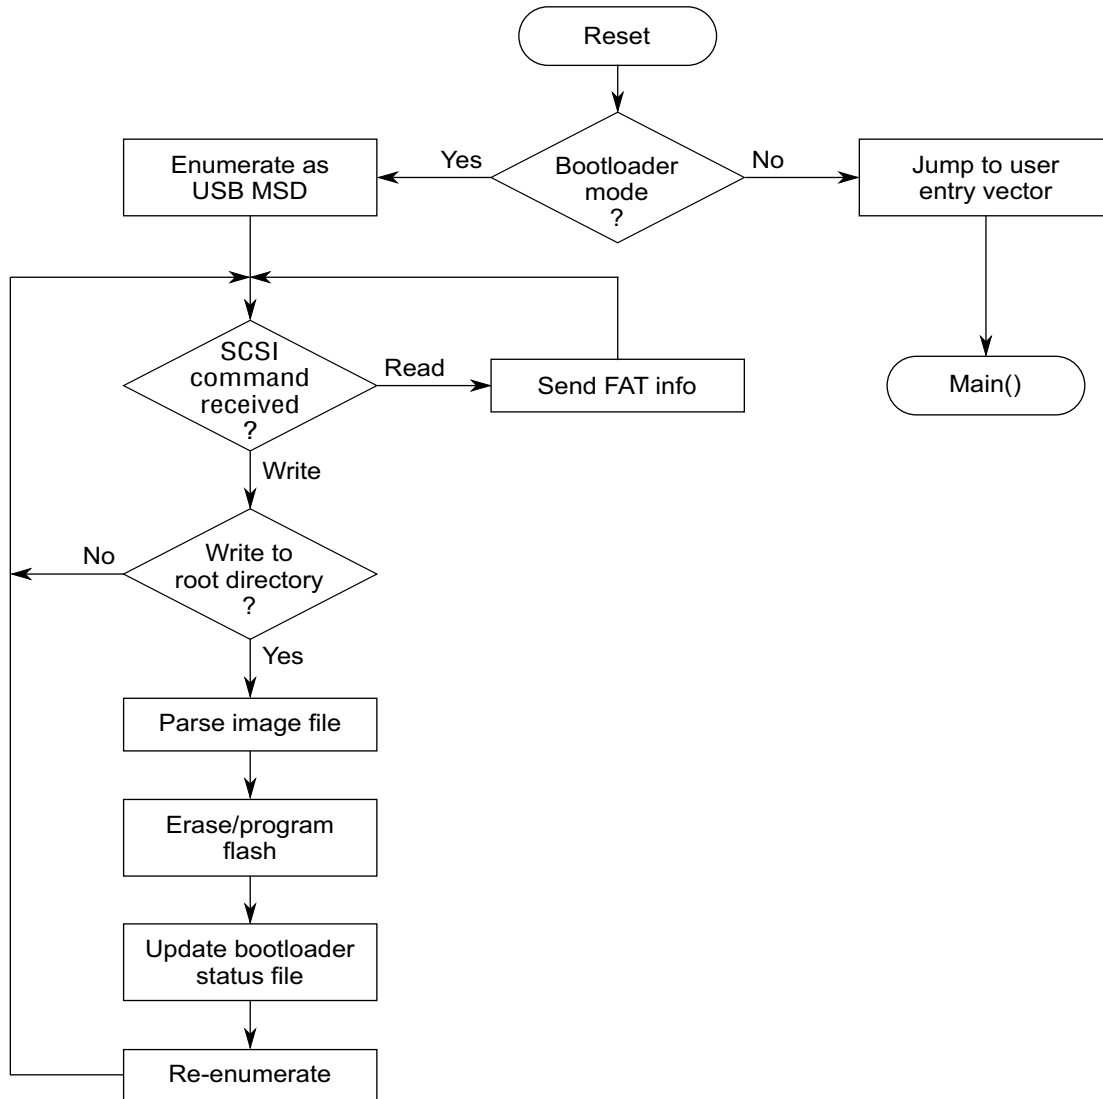 Reset
Enumerate as
USB MSD
Yes
Bootloader
mode
?
No
Jump to user
entry vector
SCSI
command
received
?
Read
Send FAT info
Main()
Write
No
Write to
root directory
?
Yes
Parse image file
Erase/program
flash
Update bootloader
status file
Re-enumerate